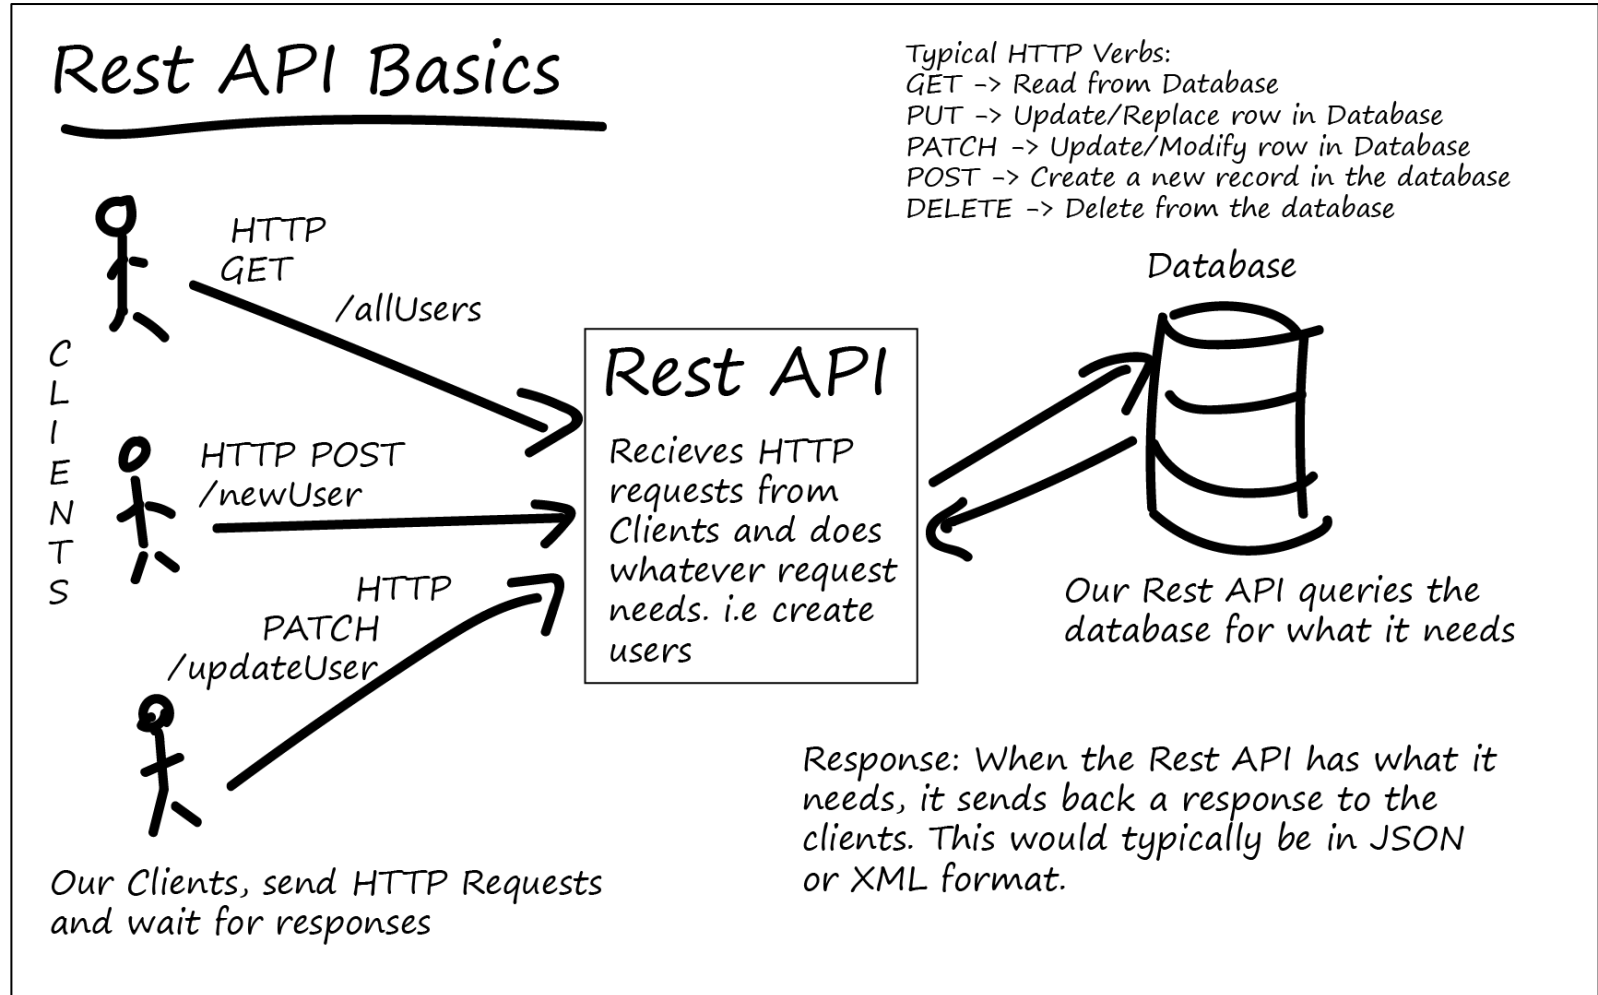 Rest API Basics
Typical HTTP Verbs:
GET -> Read from Database
PUT -> Update/Replace row in Database
PATCH -> Update/Modify row in Database
POST -> Create a new record in the database
DELETE -> Delete from the database
CLIENTS
HTTP
GET
/allUsers
HTTP POST
/newUser
HTTP
PATCH
/updateUser
Our Clients, send HTTP Requests
and wait for responses
Rest API
Recieves HTTP
requests from
Clients and does
whatever request
needs. i.e create
users
Database
Our Rest API queries the
database for what it needs
Response: When the Rest API has what it
needs, it sends back a response to the
clients. This would typically be in JSON
or XML format.